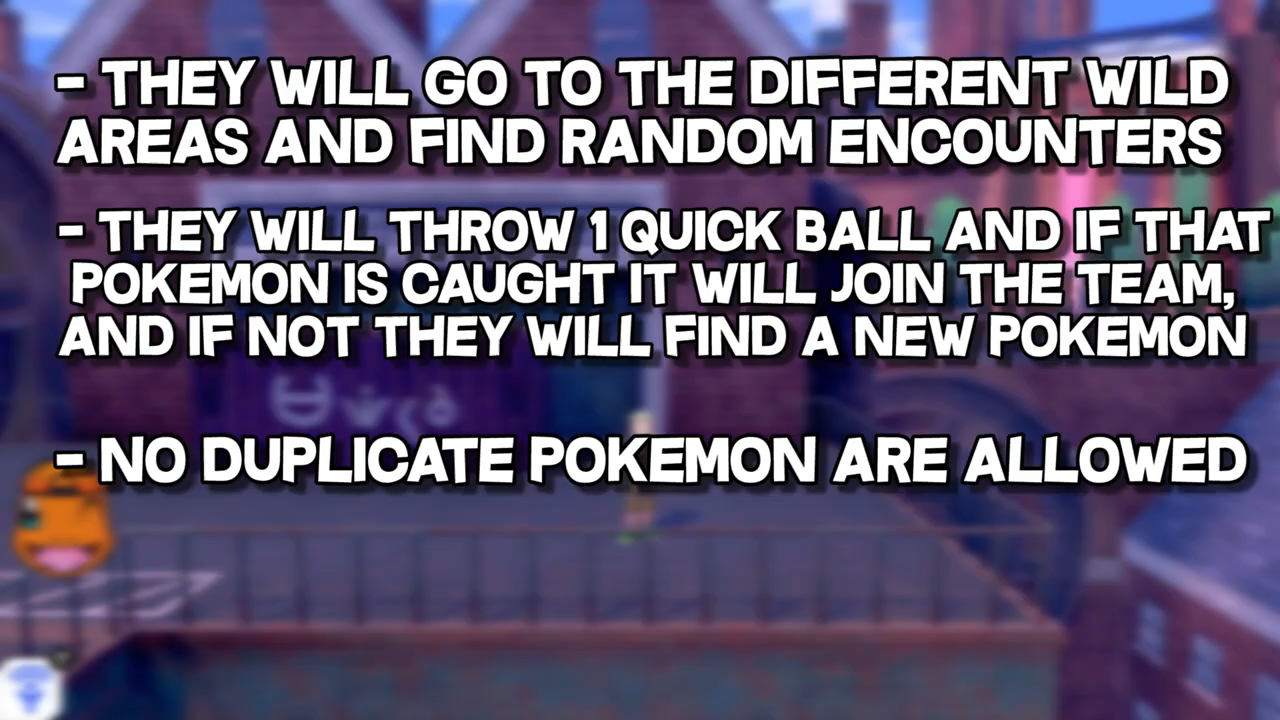 - THEY WILL GO TO THE DIFFERENT WILD
AREAS AND FIND RANDOM ENCOUNTERS
- THEY WILL THROW 1 QUICK BALL AND IF THAT
POKEMON IS CAUGHT IT WILL JOIN THE TEAM,
AND IF NOT THEY WILL FIND A NEW POKEMON
- NO DUPLICATE POKEMON ARE ALLOWED